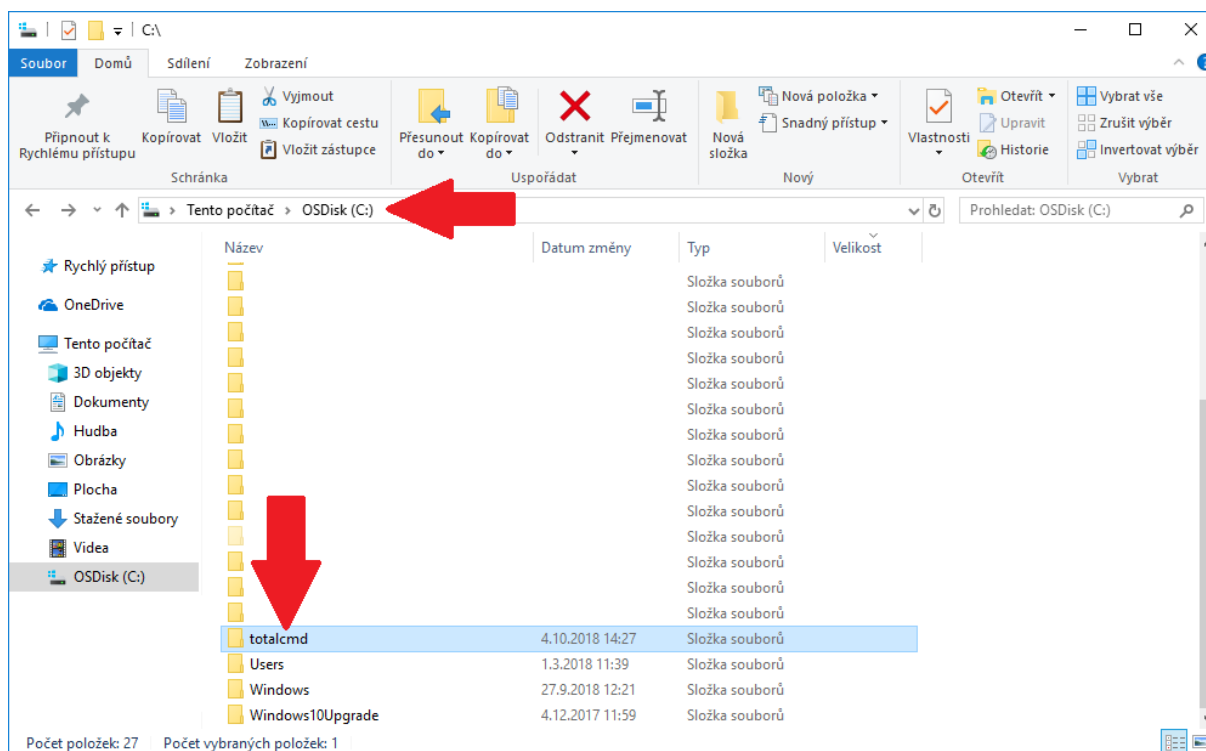 C:\
Soubor Domů Sdílení Zobrazení
Připnout k Rychlému přístupu
Kopírovat
Vložit
Vyjmout
Kopírovat cestu
Vložit zástupce
Schránka
Přesunout do
Kopírovat do
Odstranit
Přejmenovat
Uspořádat
Nová složka
Nová položka
Snadný přístup
Nový
Vlastnosti
Otevřít
Upravit
Historie
Otevřít
Vybrat vše
Zrušit výběr
Invertovat výběr
Vybrat
Tento počítač > OSDisk (C:)
Prohledat: OSDisk (C:)
Rychlý přístup
OneDrive
Tento počítač
3D objekty
Dokumenty
Hudba
Obrázky
Plocha
Stažené soubory
Videa
OSDisk (C:)
Název Datum změny Typ Velikost
Složka souborů
Složka souborů
Složka souborů
Složka souborů
Složka souborů
Složka souborů
Složka souborů
Složka souborů
Složka souborů
Složka souborů
Složka souborů
Složka souborů
Složka souborů
Složka souborů
totalcmd 4.10.2018 14:27 Složka souborů
Users 1.3.2018 11:39 Složka souborů
Windows 27.9.2018 12:21 Složka souborů
Windows10Upgrade 4.12.2017 11:59 Složka souborů
Počet položek: 27 Počet vybraných položek: 1